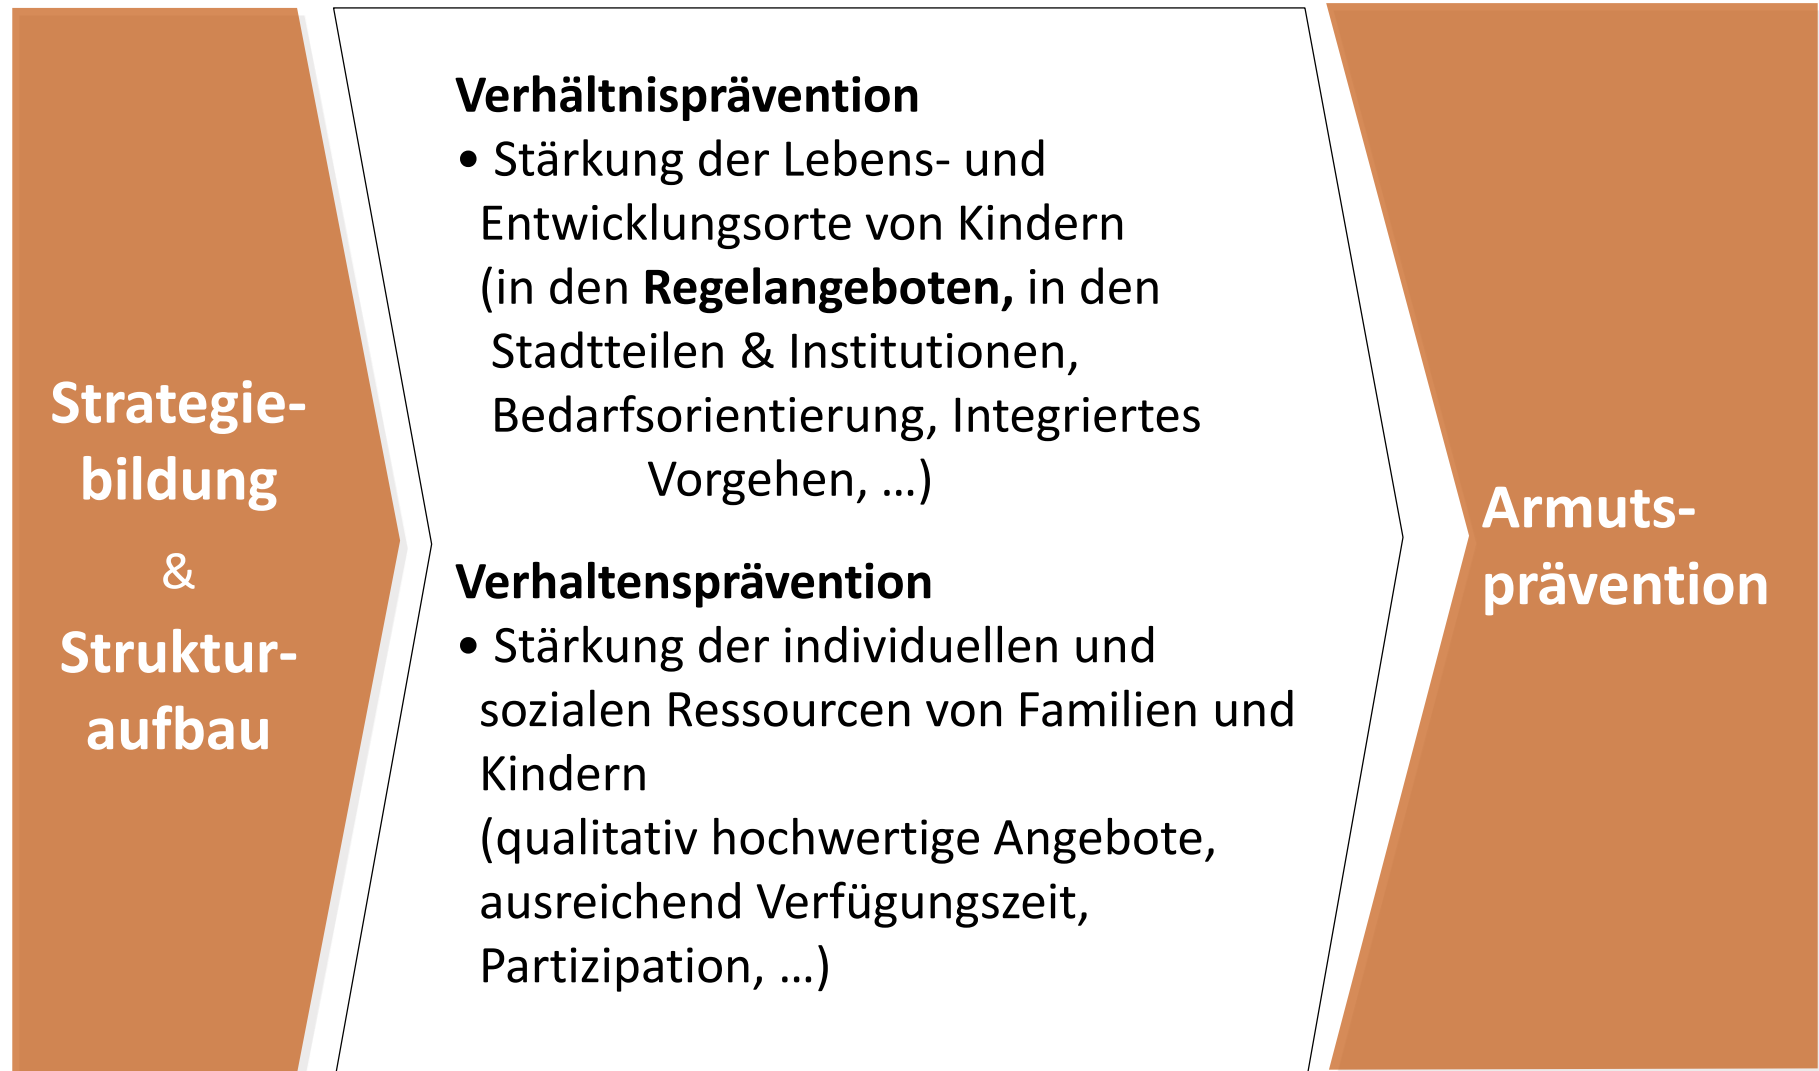 Strategie-
bildung
&
Struktur-
aufbau
Verhältnisprävention
• Stärkung der Lebens- und
Entwicklungsorte von Kindern
(in den Regelangeboten, in den
Stadtteilen & Institutionen,
Bedarfsorientierung, Integriertes
Vorgehen, …)
Verhaltensprävention
• Stärkung der individuellen und
sozialen Ressourcen von Familien und
Kindern
(qualitativ hochwertige Angebote,
ausreichend Verfügungszeit,
Partizipation, …)
Armuts-
prävention